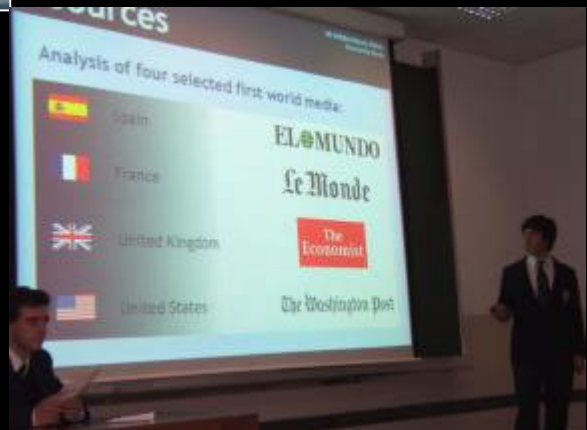 Analysis of four selected first world media:
Spain
EL MUNDO
France
Le Monde
United Kingdom
The
Economist
United States
The Washington Post